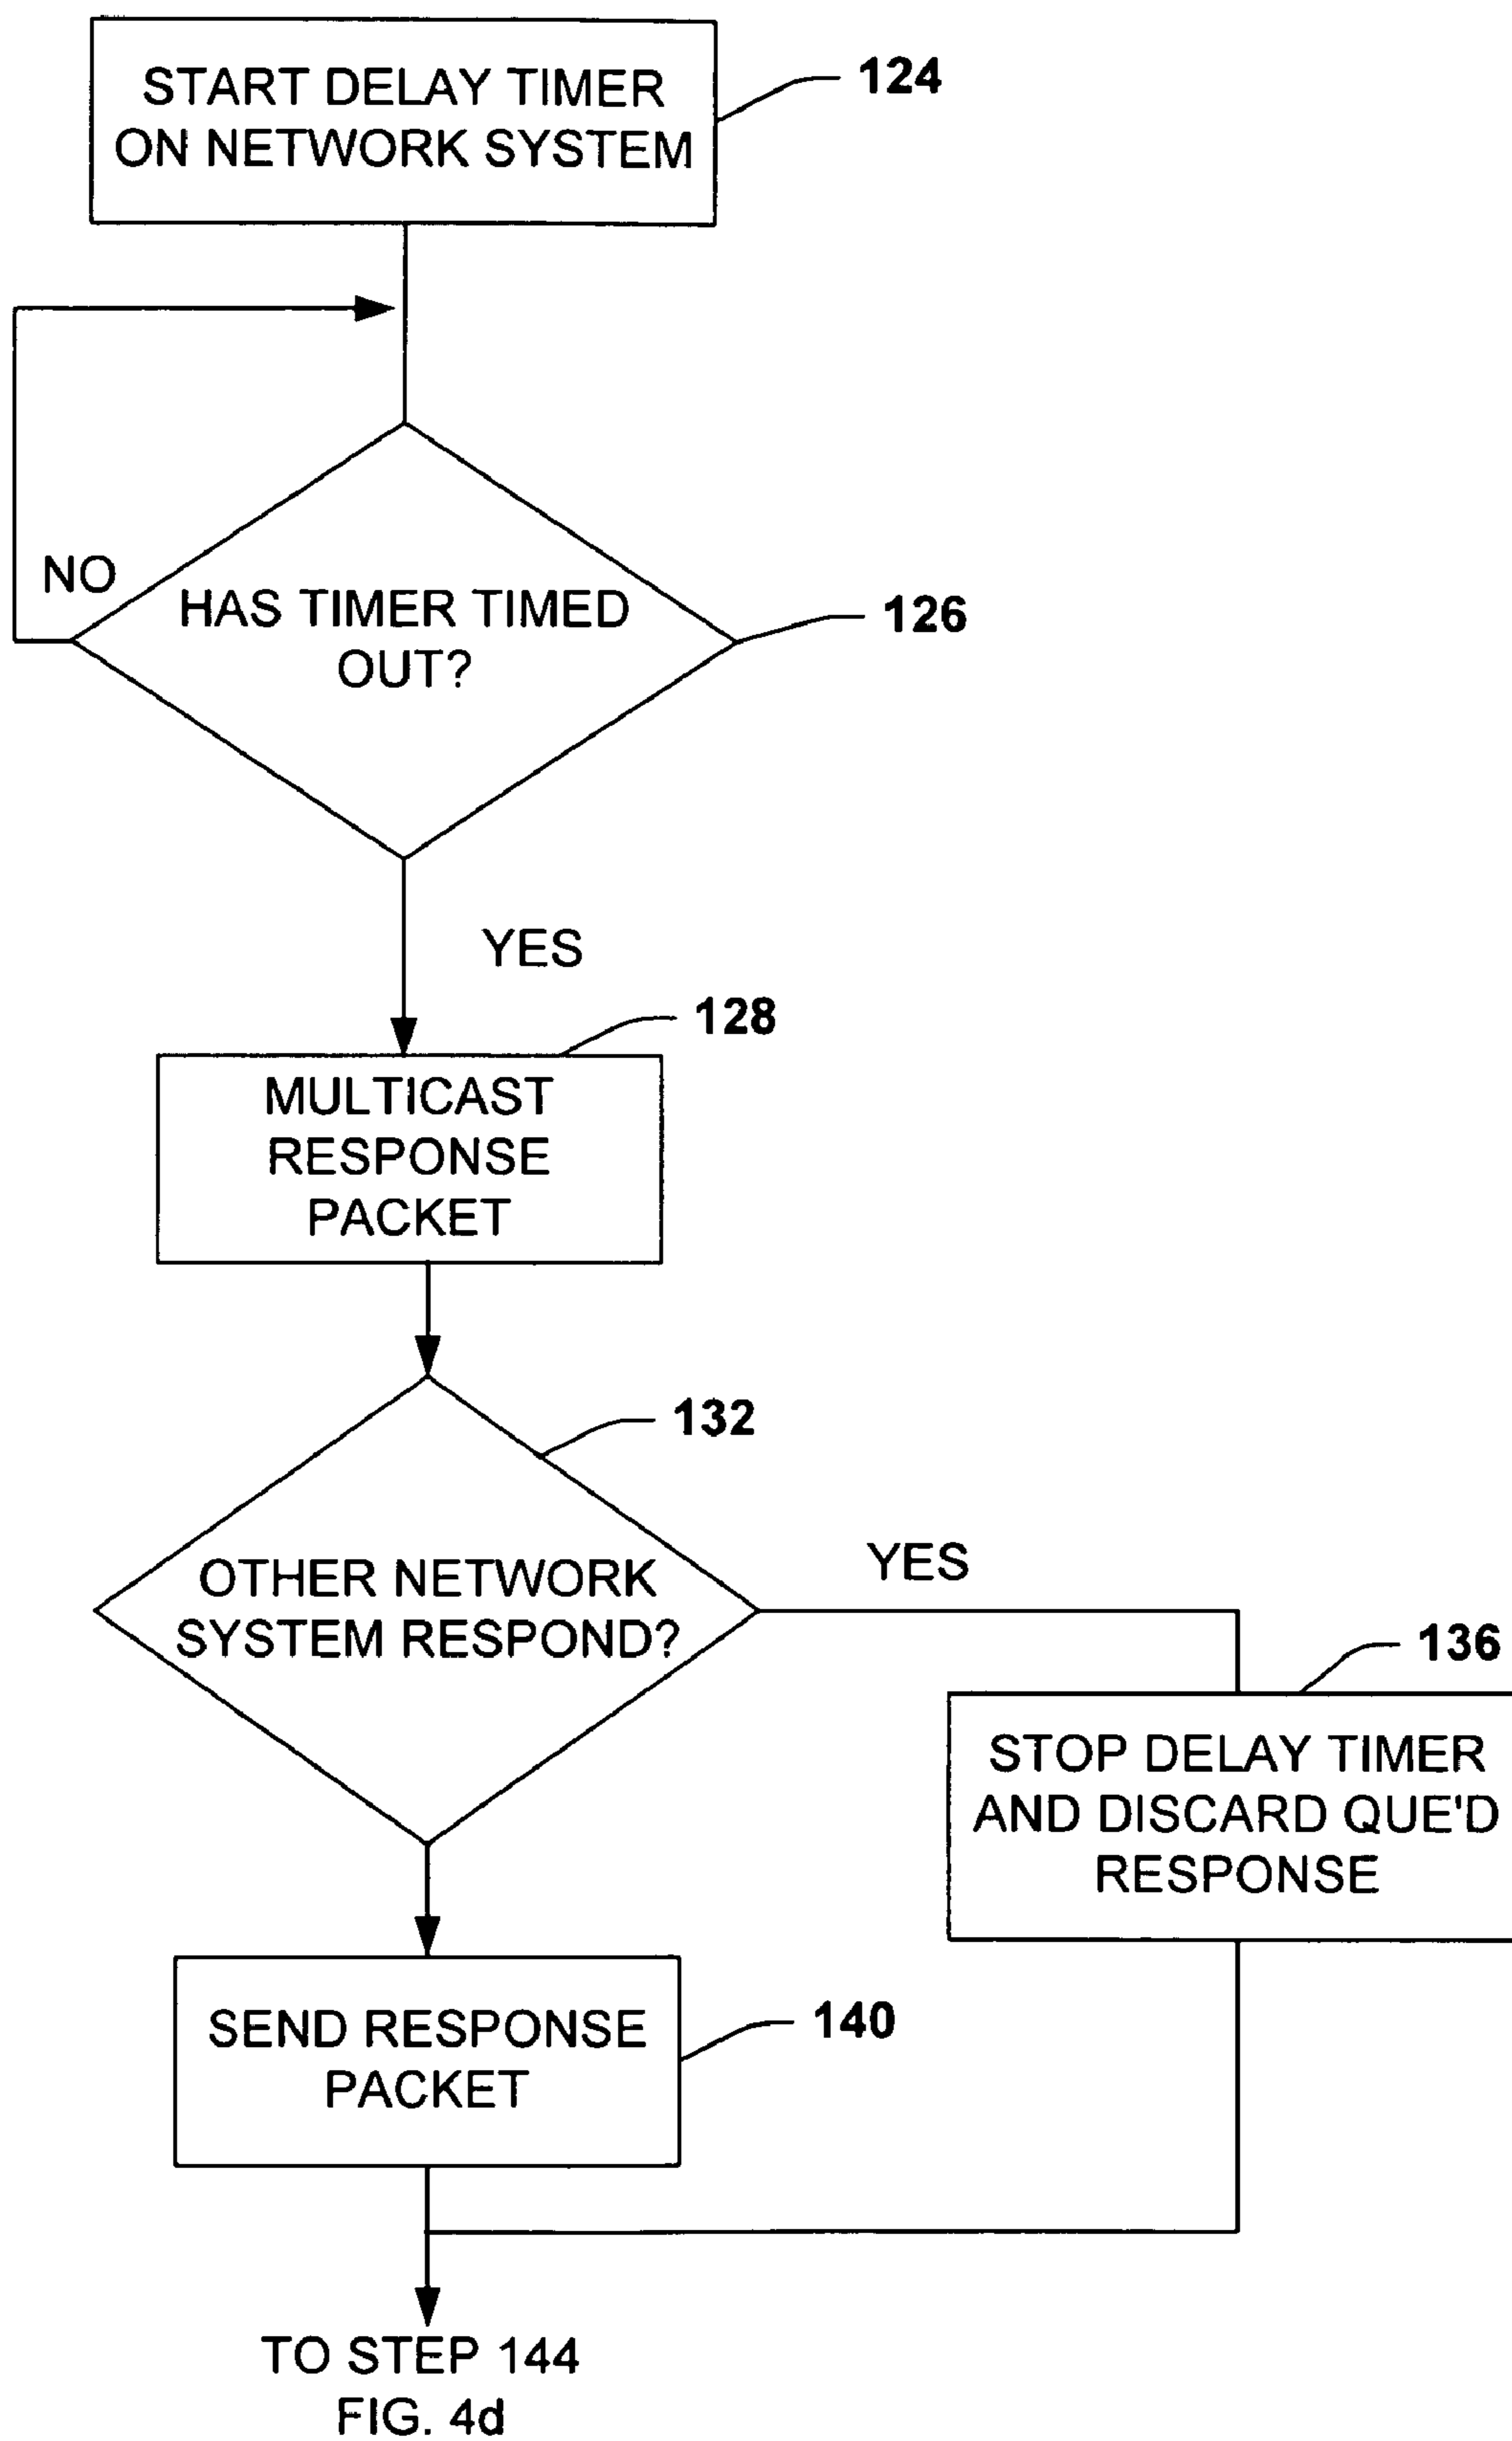 START DELAY TIMER
ON NETWORK SYSTEM
124
NO
HAS TIMER TIMED
OUT?
126
YES
128
MULTICAST
RESPONSE
PACKET
132
OTHER NETWORK
SYSTEM RESPOND?
YES
136
STOP DELAY TIMER
AND DISCARD QUE'D
RESPONSE
SEND RESPONSE
PACKET
140
TO STEP 144
FIG. 4d